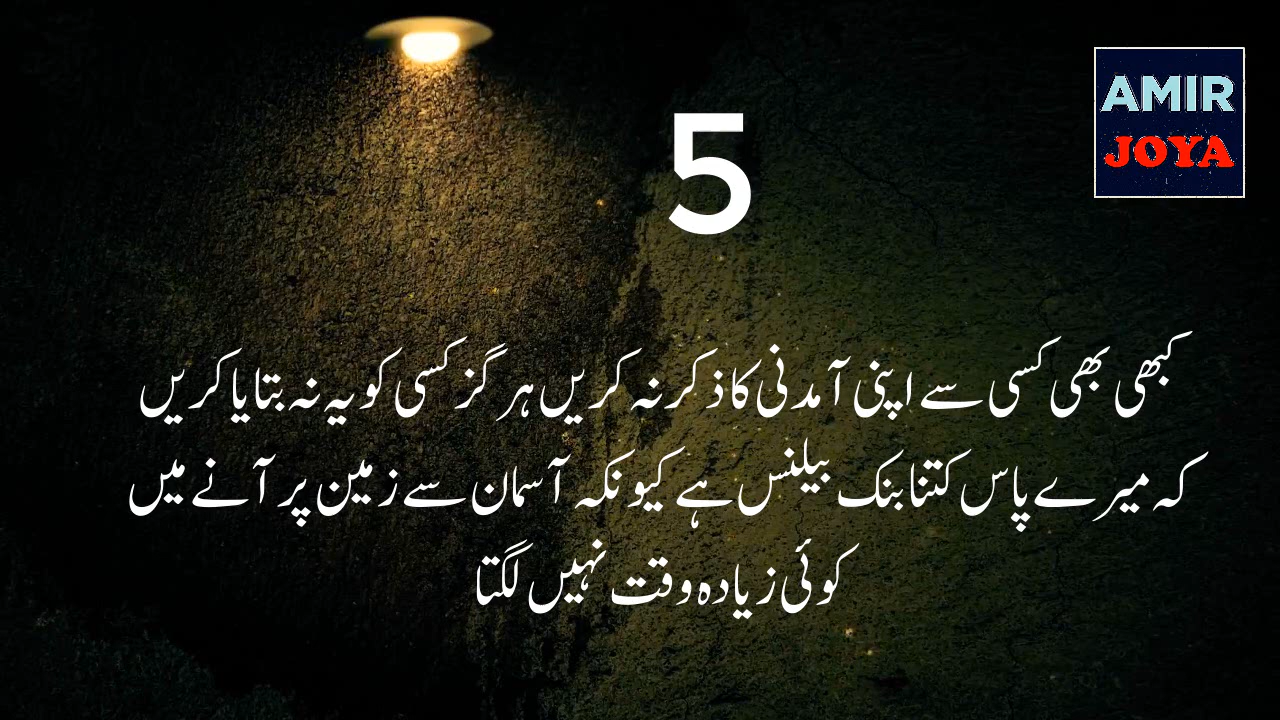 AMIR
JOYA
5
کبھی بھی کسی سے اپنی آمدنی کا ذکر نہ کریں ہر گز کسی کو یہ نہ بتایا کریں
کہ میرے پاس کتنا بنک بیلنس ہے کیونکہ آسمان سے زمین پر آنے میں
کوئی زیادہ وقت نہیں لگتا